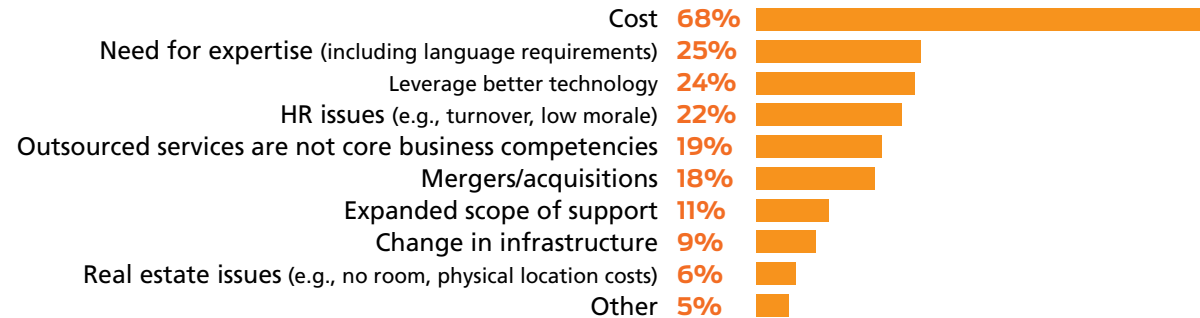 Cost 68%
Need for expertise (including language requirements) 25%
Leverage better technology 24%
HR issues (e.g., turnover, low morale) 22%
Outsourced services are not core business competencies 19%
Mergers/acquisitions 18%
Expanded scope of support 11%
Change in infrastructure 9%
Real estate issues (e.g., no room, physical location costs) 6%
Other 5%